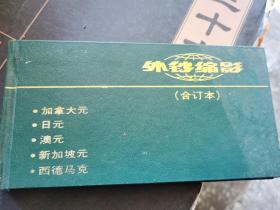 外钞缩影
（合订本）
• 加拿大元
• 日元
• 澳元
• 新加坡元
• 西德马克